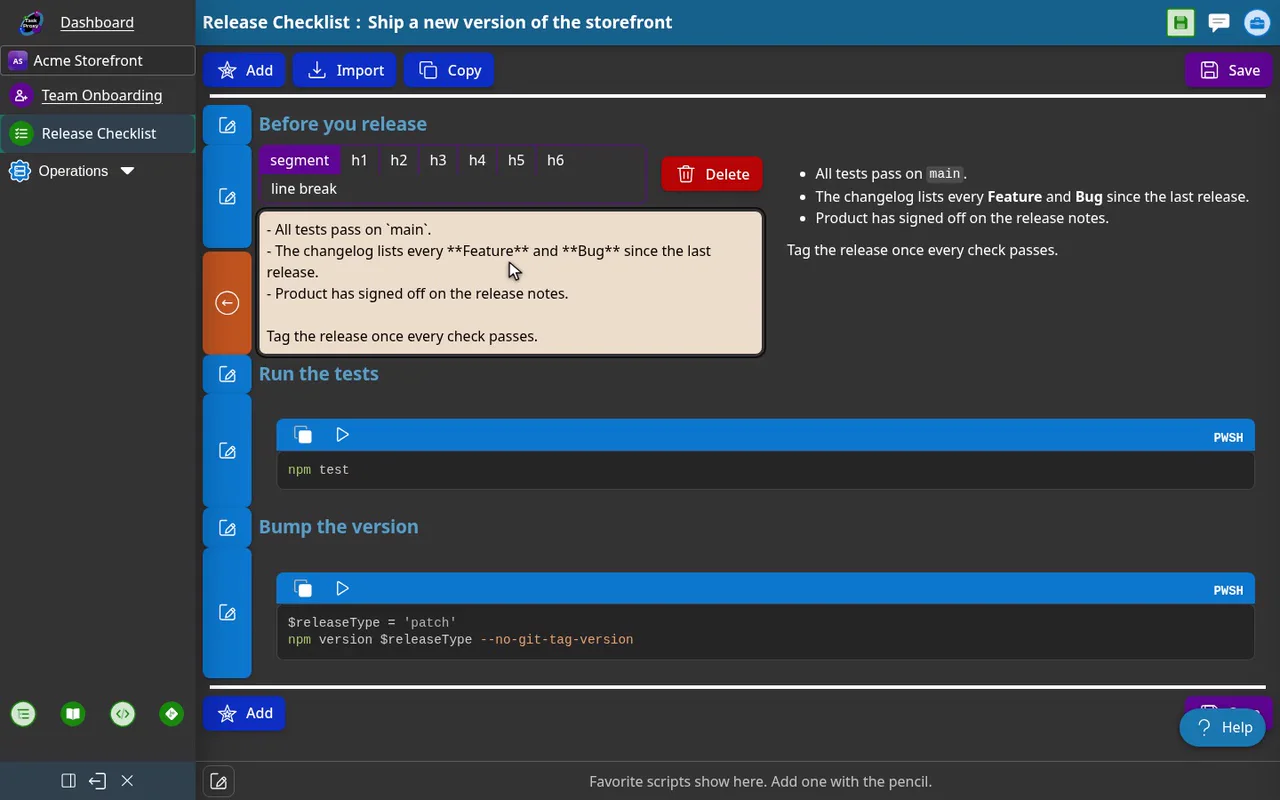 Task Proxy
Dashboard
Release Checklist : Ship a new version of the storefront
AS
Acme Storefront
Team Onboarding
Release Checklist
Operations
Add
Import
Copy
Save
Before you release
segment
h1
h2
h3
h4
h5
h6
line break
Delete
- All tests pass on `main`.
- The changelog lists every **Feature** and **Bug** since the last
release.
- Product has signed off on the release notes.
Tag the release once every check passes.
• All tests pass on main.
• The changelog lists every Feature and Bug since the last release.
• Product has signed off on the release notes.
Tag the release once every check passes.
Run the tests
PWSH
npm test
Bump the version
PWSH
$releaseType = 'patch'
npm version $releaseType --no-git-tag-version
Add
? Help
Favorite scripts show here. Add one with the pencil.